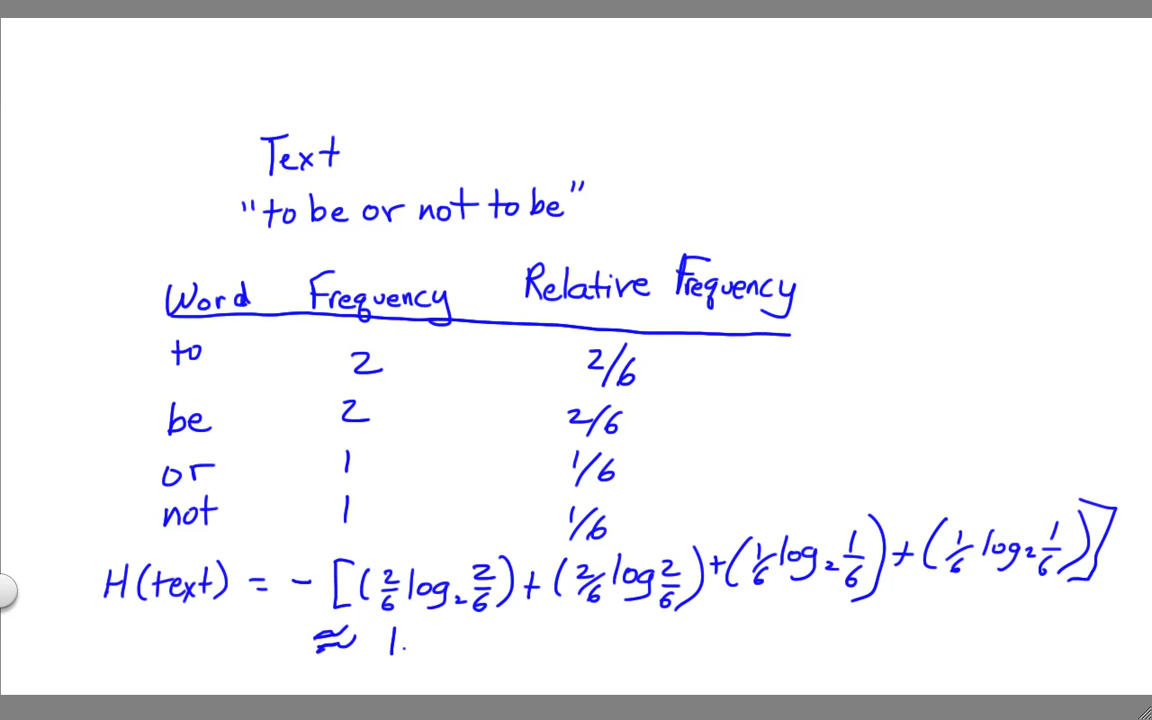 Text
"to be or not to be"
Word Frequency Relative Frequency
to 2 2/6
be 2 2/6
or 1 1/6
not 1 1/6
H(text) = - [(2/6 log₂ 2/6) + (2/6 log 2/6) + (1/6 log₂ 1/6) + (1/6 log₂ 1/6)]
≈ 1.